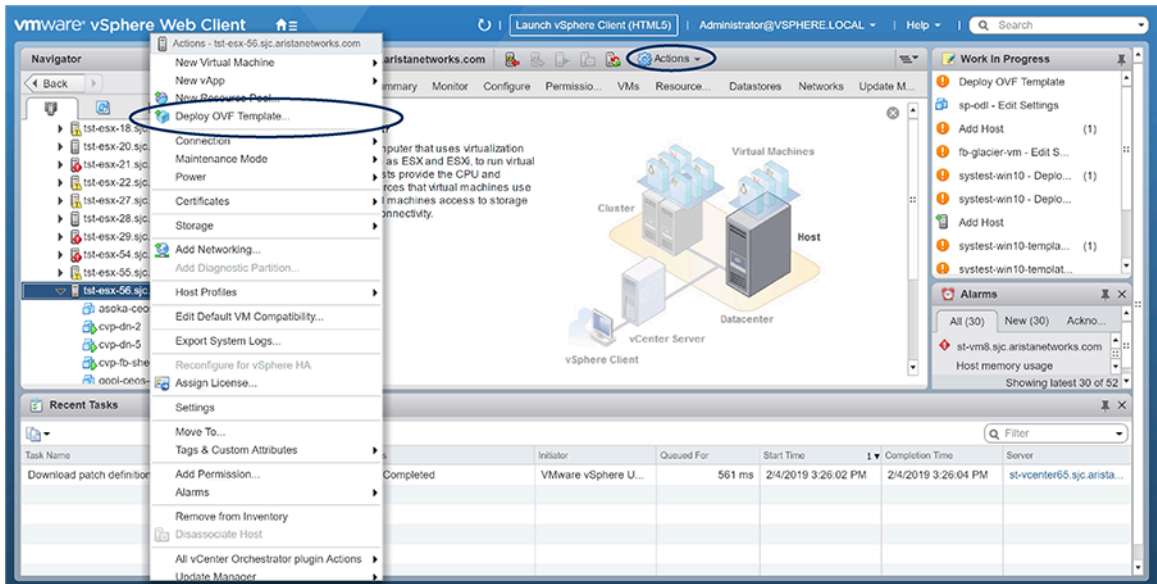 vmware® vSphere Web Client
Launch vSphere Client (HTML5)
Administrator@VSPHERE.LOCAL
Help
Search
Navigator
Back
tst-esx-18.sjc.
tst-esx-20.sjc.
tst-esx-21.sjc.
tst-esx-22.sjc.
tst-esx-27.sjc.
tst-esx-28.sjc.
tst-esx-29.sjc.
tst-esx-54.sjc.
tst-esx-55.sjc.
tst-esx-56.sjc.
asoka-ceo
cvp-dn-2
cvp-dn-5
cvp-fb-she
gopi-ceos-
Actions - tst-esx-56.sjc.aristanetworks.com
New Virtual Machine
New vApp
New Resource Pool...
Deploy OVF Template...
Connection
Maintenance Mode
Power
Certificates
Storage
Add Networking...
Add Diagnostic Partition...
Host Profiles
Edit Default VM Compatibility...
Export System Logs...
Reconfigure for vSphere HA
Assign License...
Settings
Move To...
Tags & Custom Attributes
Add Permission...
Alarms
Remove from Inventory
Disassociate Host
All vCenter Orchestrator plugin Actions
Update Manager
aristanetworks.com
Actions
mmary Monitor Configure Permissio... VMs Resource... Datastores Networks Update M...
mputer that uses virtualization
as ESX and ESXi, to run virtual
sts provide the CPU and
rces that virtual machines use
machines access to storage
onnectivity.
Virtual Machines
Cluster
Host
Datacenter
vCenter Server
vSphere Client
Work In Progress
Deploy OVF Template
sp-odl - Edit Settings
Add Host (1)
fb-glacier-vm - Edit S...
systest-win10 - Deplo... (1)
systest-win10 - Deplo...
Add Host
systest-win10-templa... (1)
systest-win10-templat...
Alarms
All (30) New (30) Ackno...
st-vm8.sjc.aristanetworks.com
Host memory usage
Showing latest 30 of 52
Recent Tasks
Filter
Task Name s Initiator Queued For Start Time 1 Completion Time Server
Download patch definition Completed VMware vSphere U... 561 ms 2/4/2019 3:26:02 PM 2/4/2019 3:26:04 PM st-vcenter65.sjc.arista...